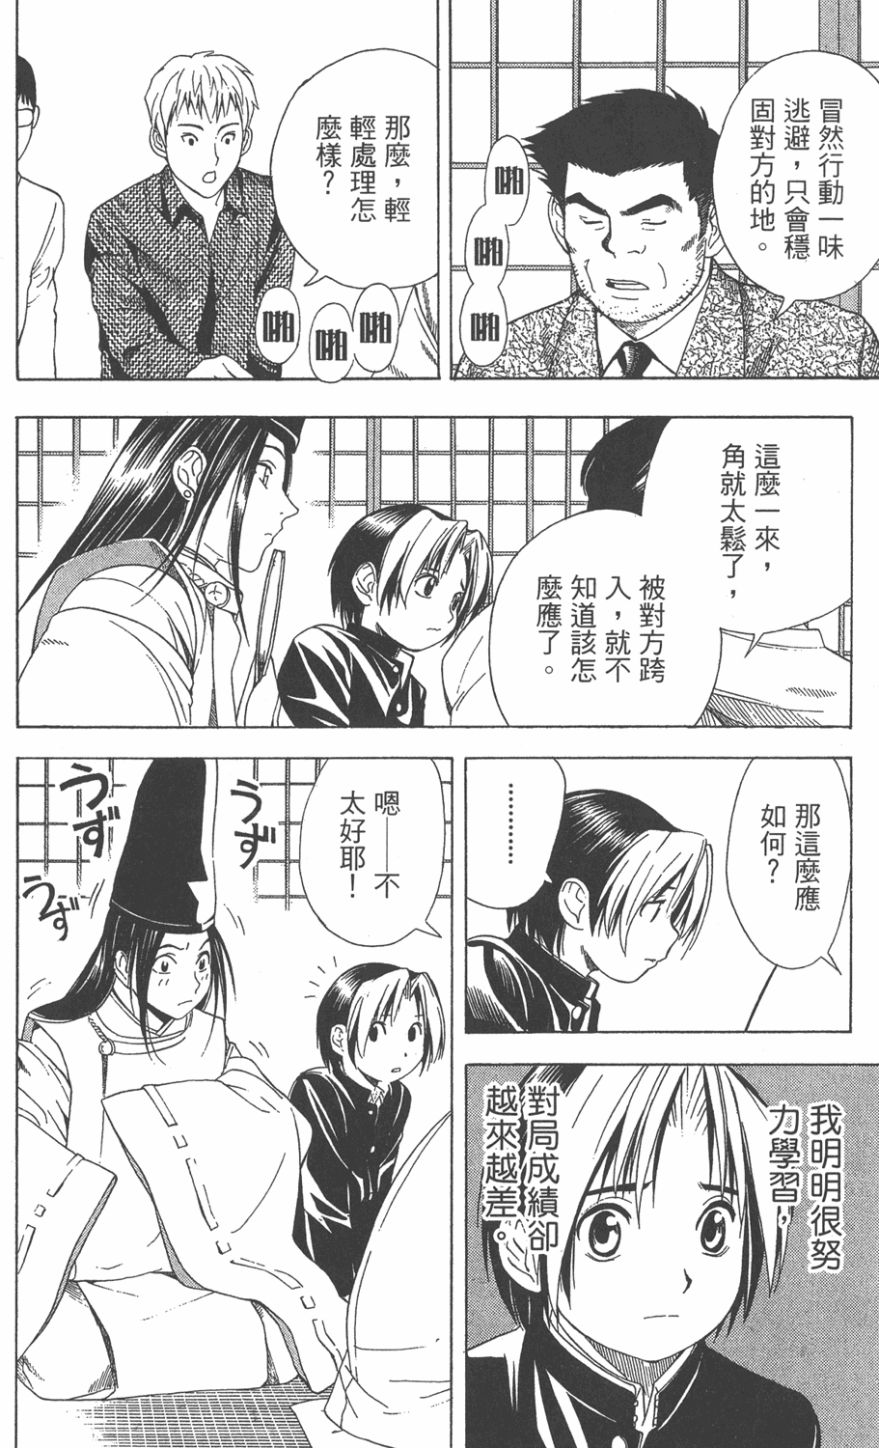 冒然行動一味
逃避，只會穩
固對方的地。
啪
啪
啪
那麼，輕
輕處理怎
麼樣？
啪
啪
啪
這麼一來，
角就太鬆了，
被對方跨
入，就不
知道該怎
麼應了。
那這麼應
如何？
…………
我明明很努
力學習，
對局成績卻
越來越差。
嗯——不
太好耶！
うず
うず
うず